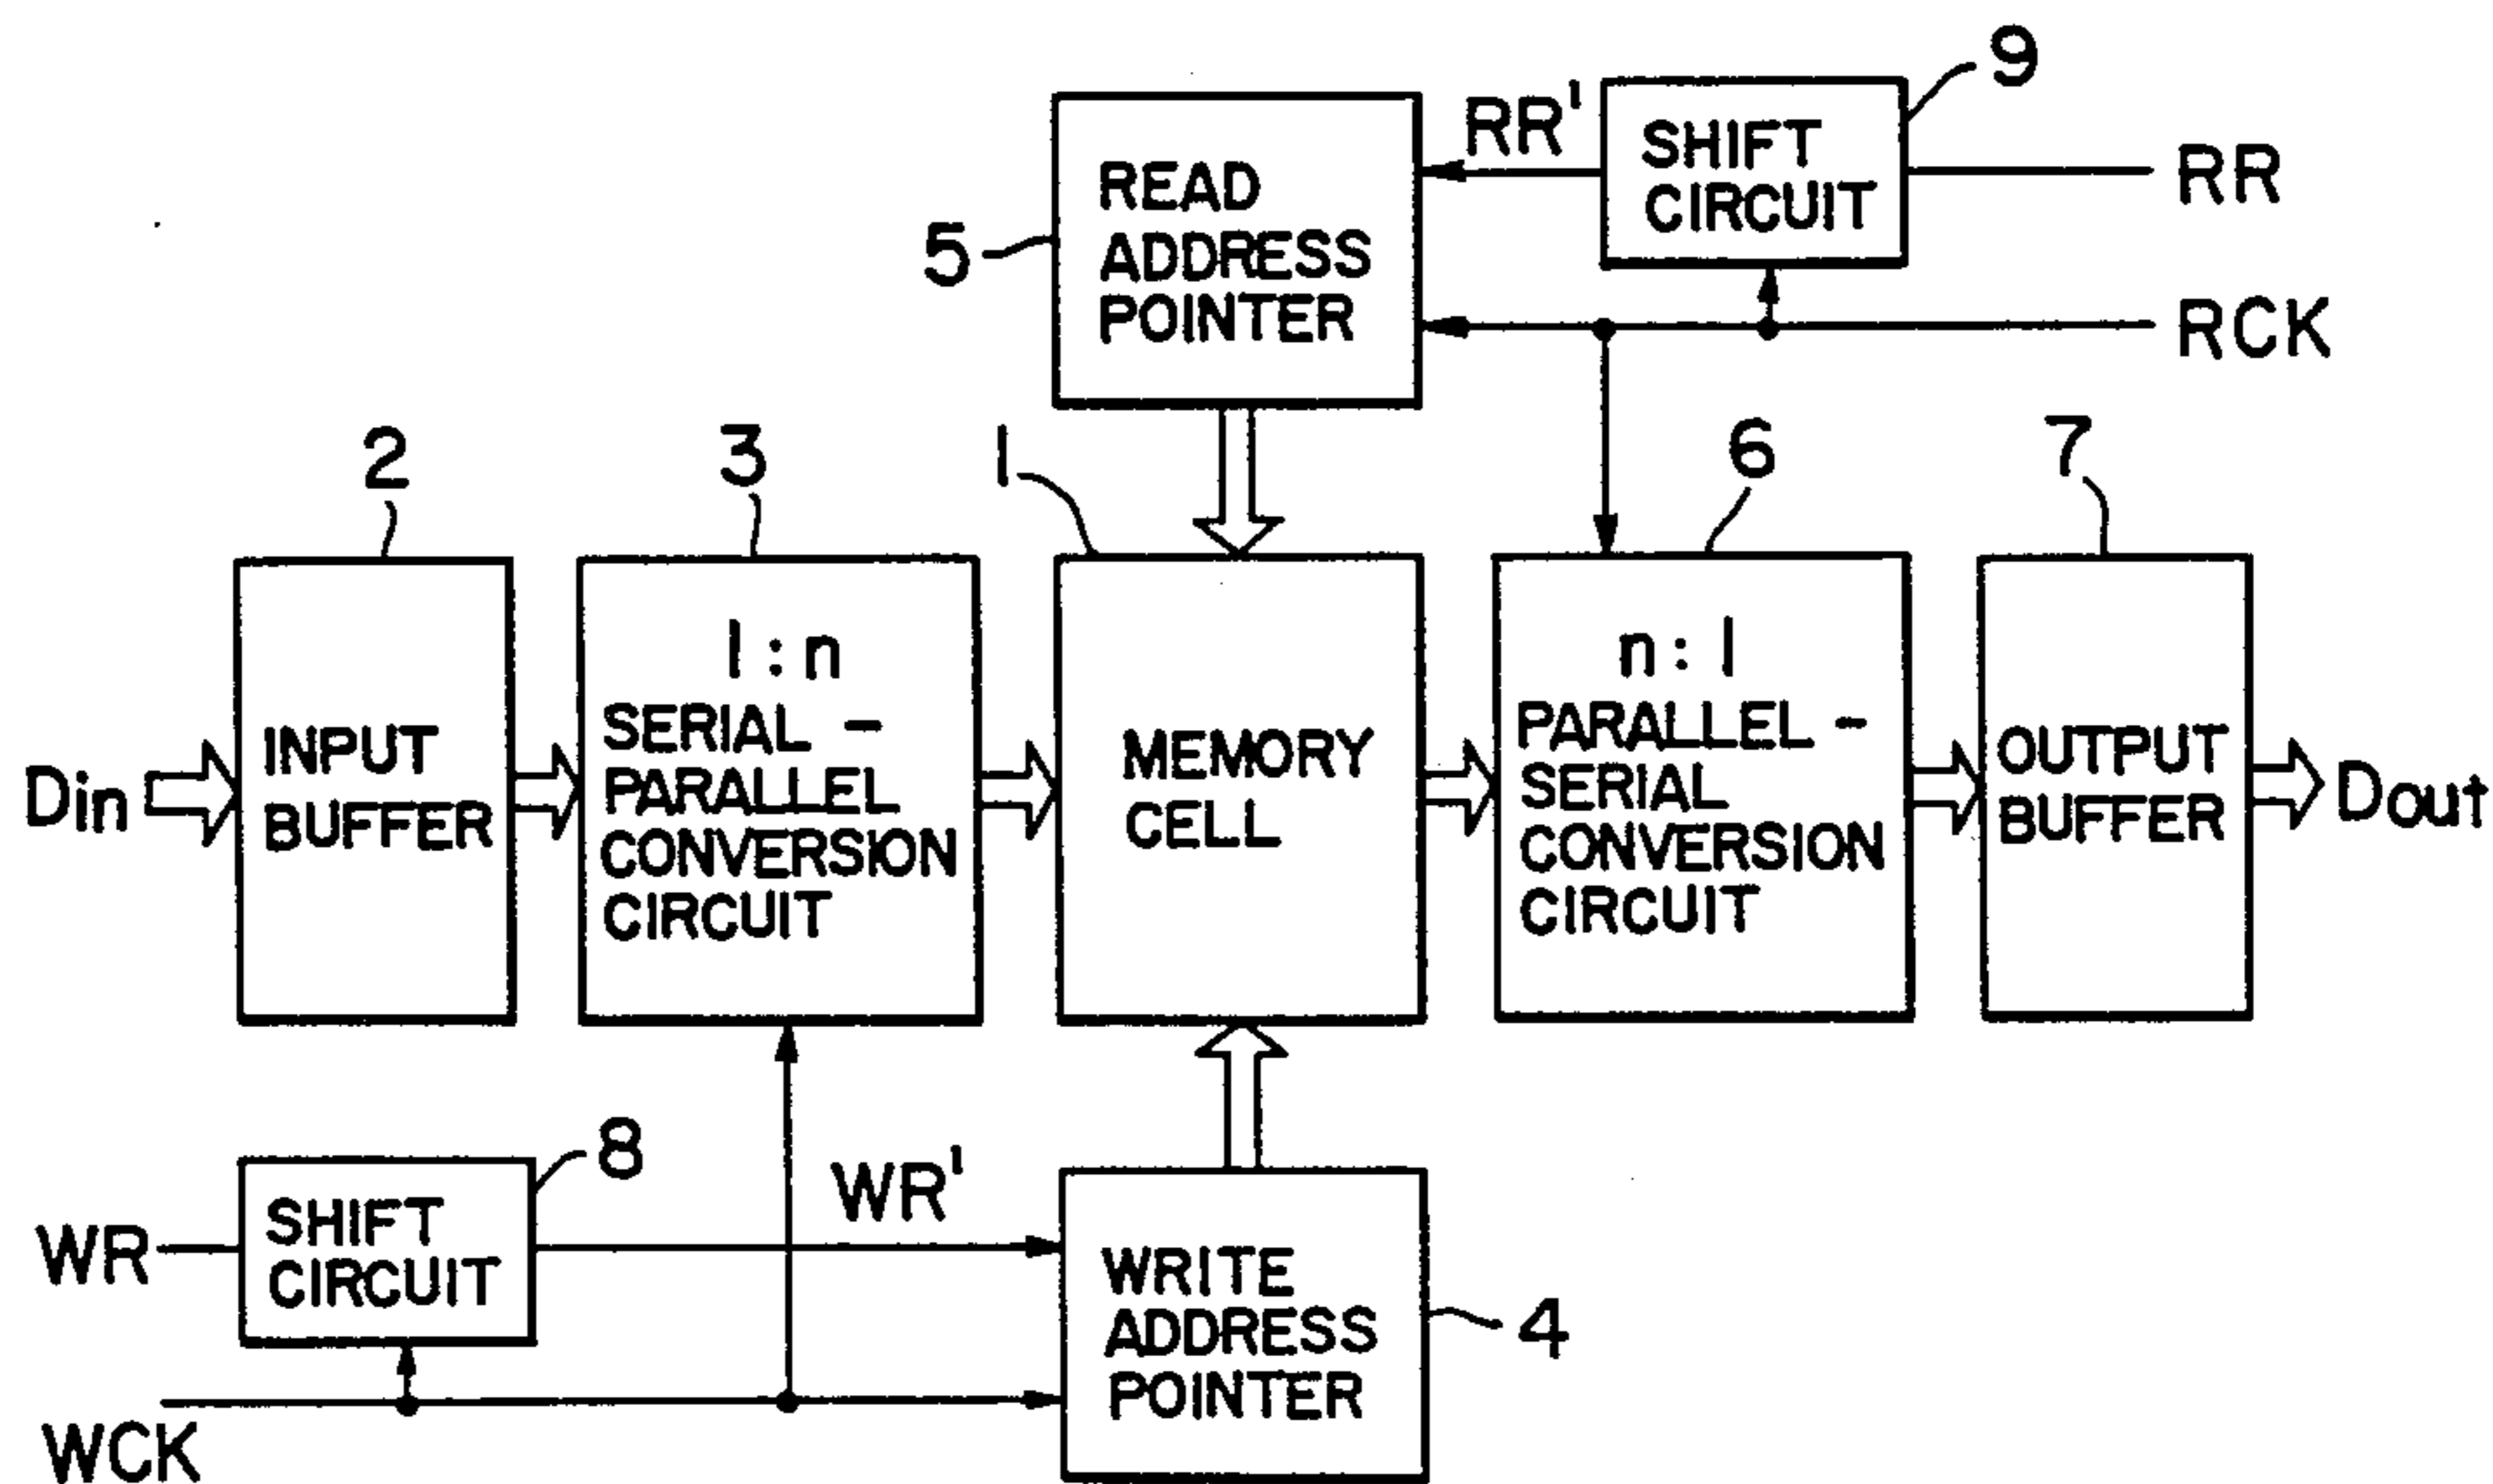 9
RR'
SHIFT
CIRCUIT
RR
READ
ADDRESS
POINTER
5
RCK
2
3
1
6
7
1:n
SERIAL -
PARALLEL
CONVERSION
CIRCUIT
n:1
PARALLEL -
SERIAL
CONVERSION
CIRCUIT
Din
INPUT
BUFFER
MEMORY
CELL
OUTPUT
BUFFER
Dout
8
WR
SHIFT
CIRCUIT
WR'
WRITE
ADDRESS
POINTER
4
WCK